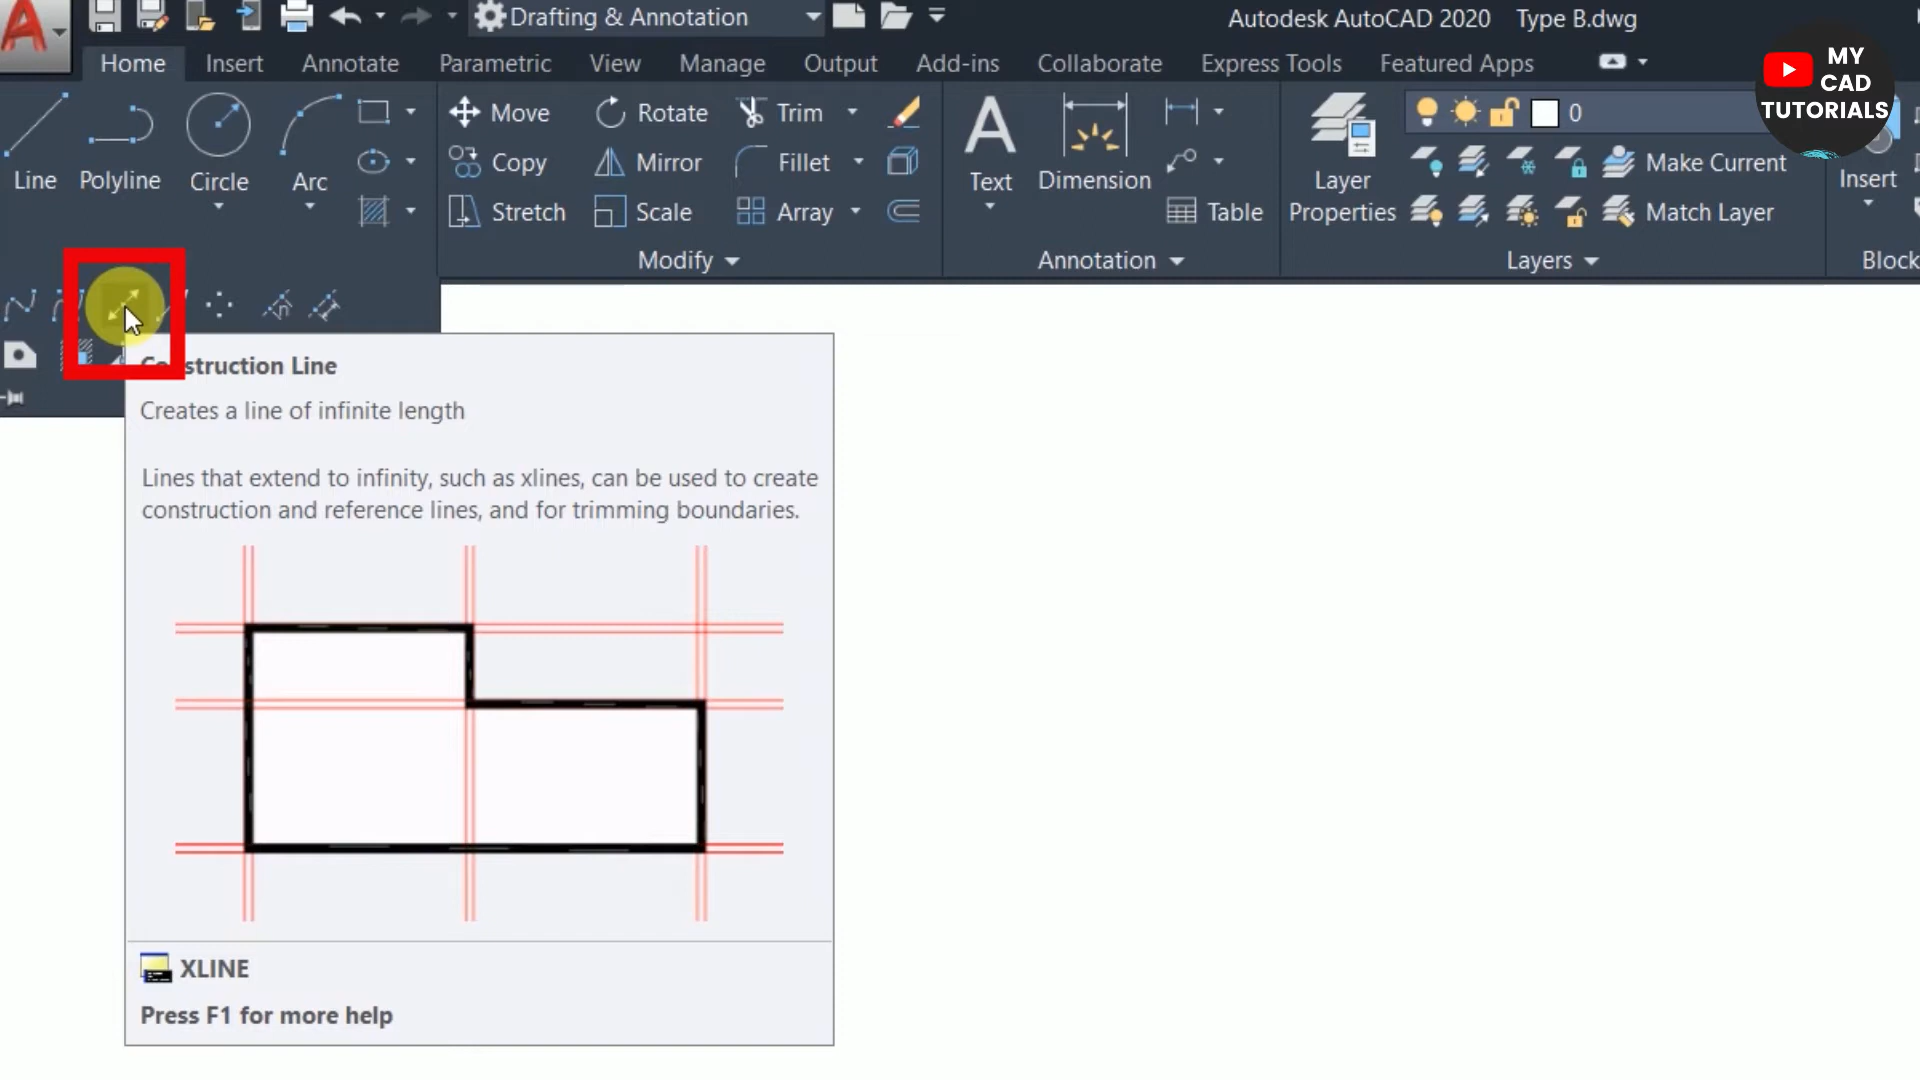 Drafting & Annotation
Autodesk AutoCAD 2020 Type B.dwg
Home Insert Annotate Parametric View Manage Output Add-ins Collaborate Express Tools Featured Apps
MY
CAD
TUTORIALS
Line Polyline Circle Arc
Move Rotate Trim
Copy Mirror Fillet
Stretch Scale Array
Modify
Text Dimension
Table
Annotation
0
Layer
Properties
Make Current
Match Layer
Layers
Insert
Block
Construction Line
Creates a line of infinite length
Lines that extend to infinity, such as xlines, can be used to create
construction and reference lines, and for trimming boundaries.
XLINE
Press F1 for more help